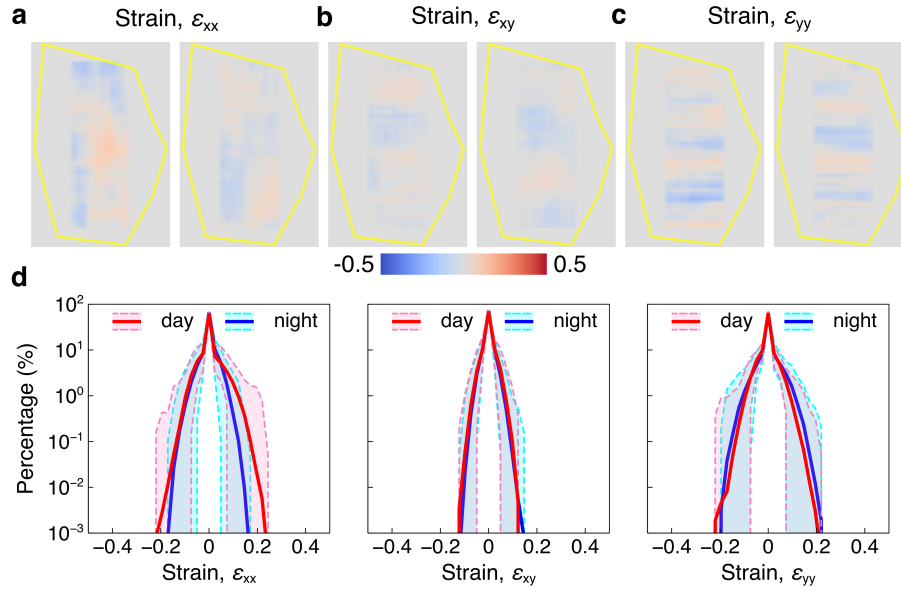 a Strain, εxx b Strain, εxy c Strain, εyy
-0.5 0.5
d
10² day night day night day night
10¹
10⁰
10⁻¹
10⁻²
10⁻³
Percentage (%)
−0.4 −0.2 0 0.2 0.4 −0.4 −0.2 0 0.2 0.4 −0.4 −0.2 0 0.2 0.4
Strain, εxx Strain, εxy Strain, εyy